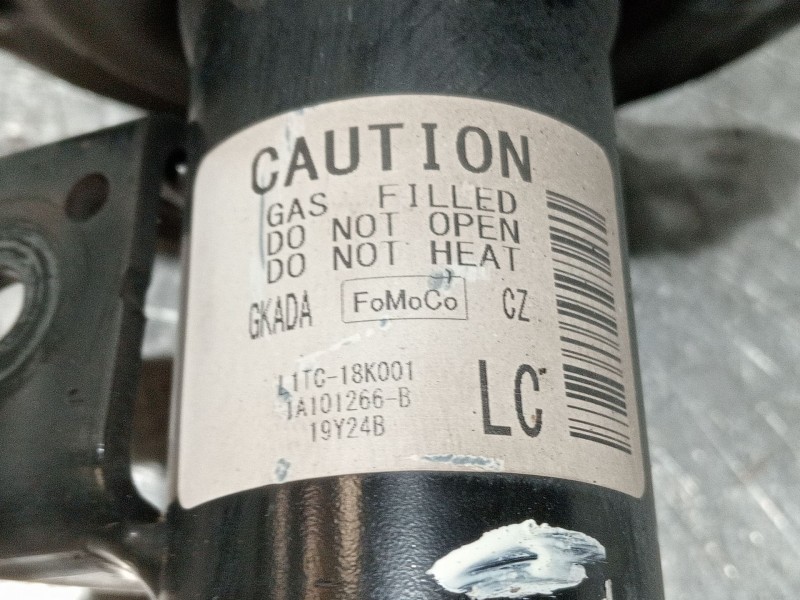 CAUTION
GAS FILLED
DO NOT OPEN
DO NOT HEAT
GKADA FoMoCo CZ
L1TC-18K001
1A101266-B
19Y24B
LC